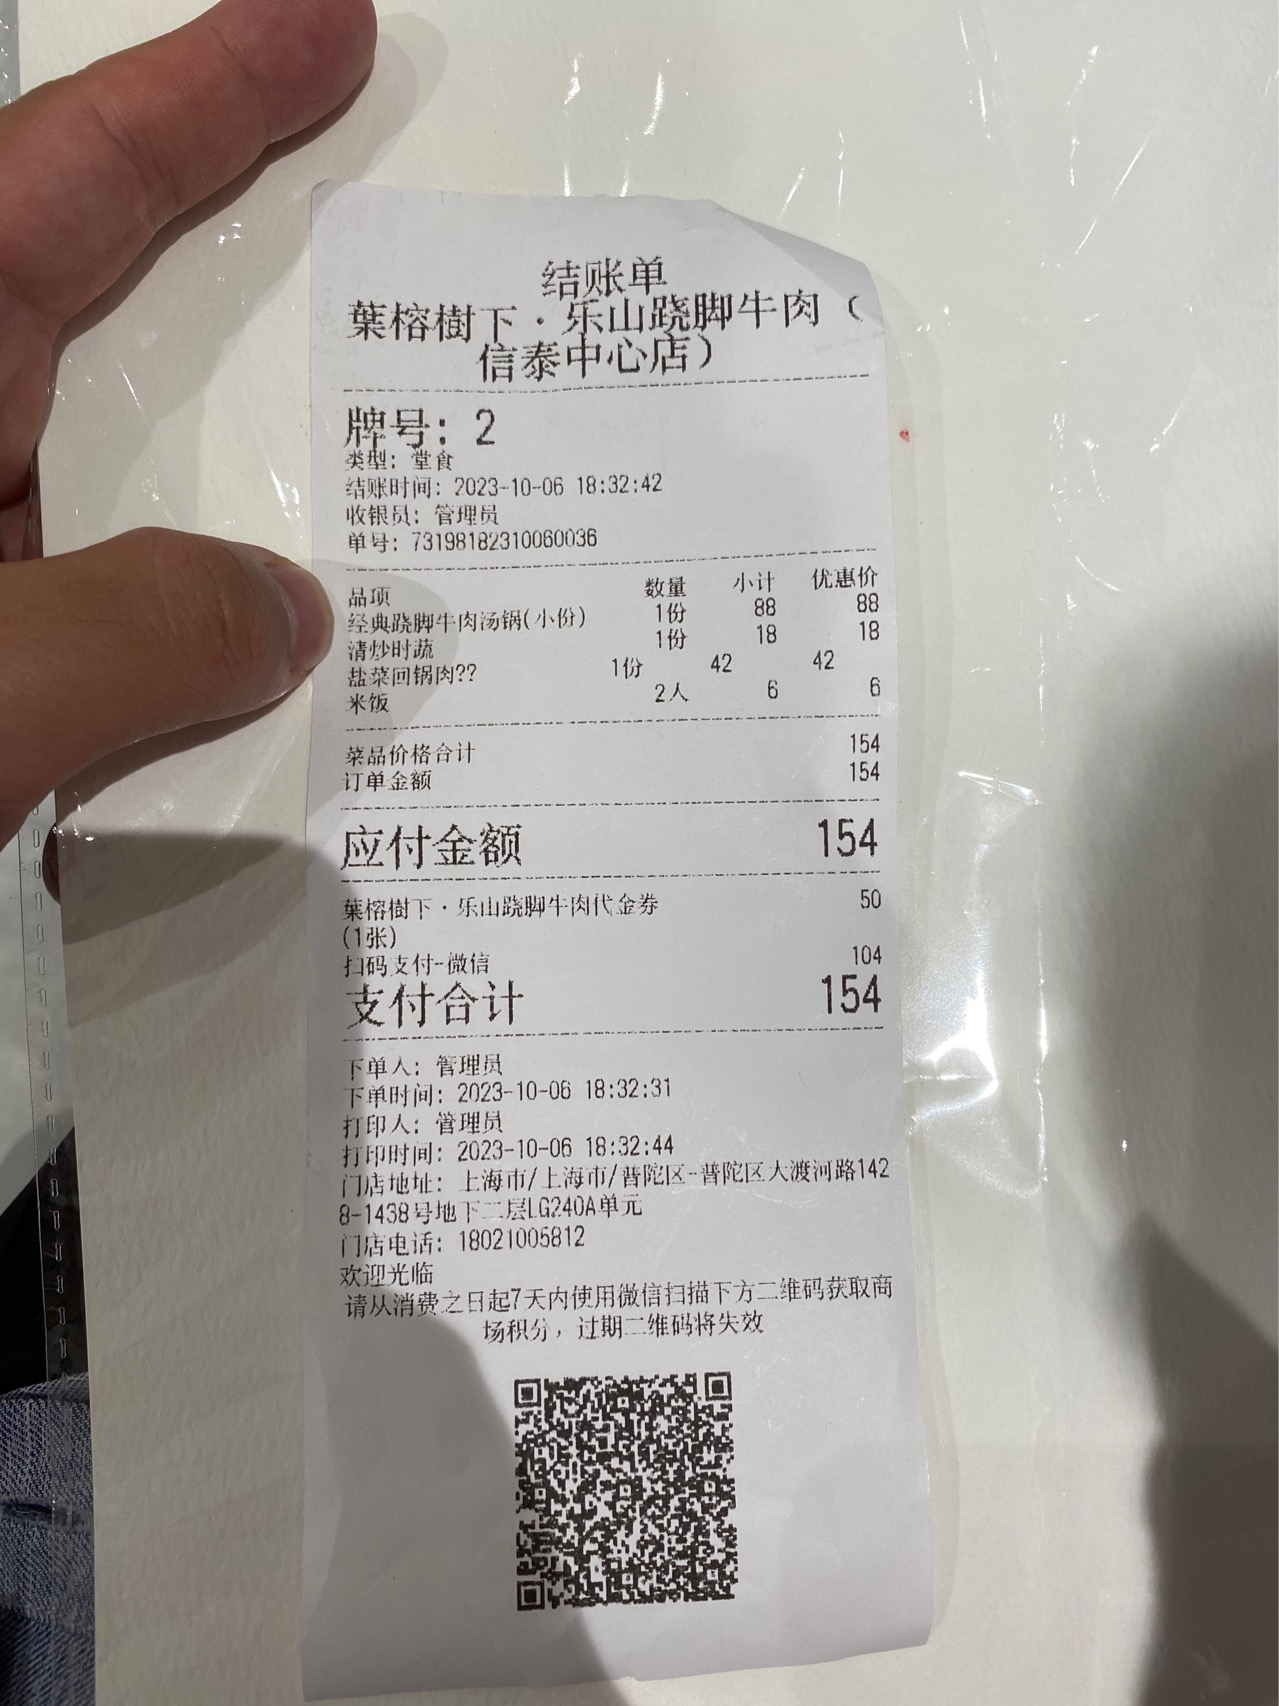 结账单
葉榕樹下·乐山跷脚牛肉（
信泰中心店）
牌号: 2
类型: 堂食
结账时间: 2023-10-06 18:32:42
收银员: 管理员
单号: 73198182310060036
品项 数量 小计 优惠价
经典跷脚牛肉汤锅(小份) 1份 88 88
清炒时蔬 1份 18 18
盐菜回锅肉?? 1份 42 42
米饭 2人 6 6
菜品价格合计 154
订单金额 154
应付金额 154
葉榕樹下·乐山跷脚牛肉代金券 50
(1张)
扫码支付-微信 104
支付合计 154
下单人: 管理员
下单时间: 2023-10-06 18:32:31
打印人: 管理员
打印时间: 2023-10-06 18:32:44
门店地址: 上海市/上海市/普陀区-普陀区大渡河路142
8-1438号地下二层LG240A单元
门店电话: 18021005812
欢迎光临
请从消费之日起7天内使用微信扫描下方二维码获取商
场积分，过期二维码将失效